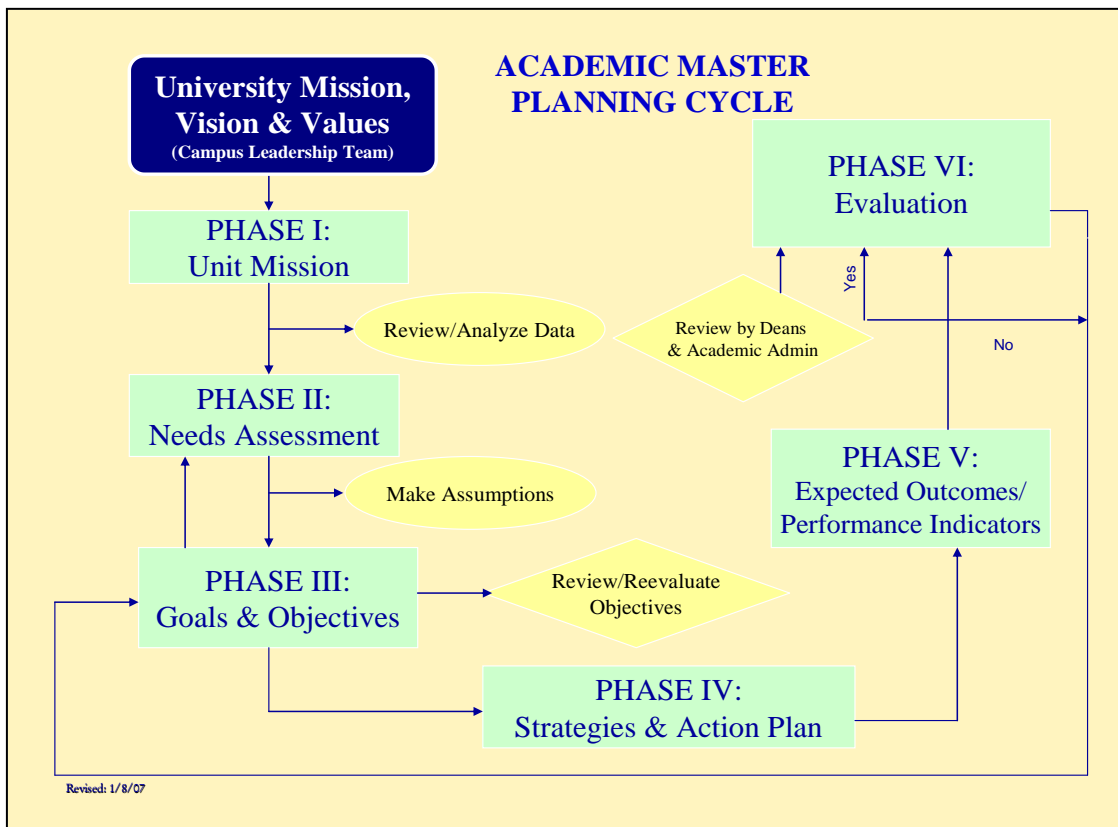 ACADEMIC MASTER
PLANNING CYCLE
University Mission,
Vision & Values
(Campus Leadership Team)
PHASE I:
Unit Mission
Review/Analyze Data
PHASE II:
Needs Assessment
Make Assumptions
PHASE III:
Goals & Objectives
Review/Reevaluate
Objectives
PHASE IV:
Strategies & Action Plan
PHASE V:
Expected Outcomes/
Performance Indicators
PHASE VI:
Evaluation
Review by Deans
& Academic Admin
Yes
No
Revised: 1/8/07